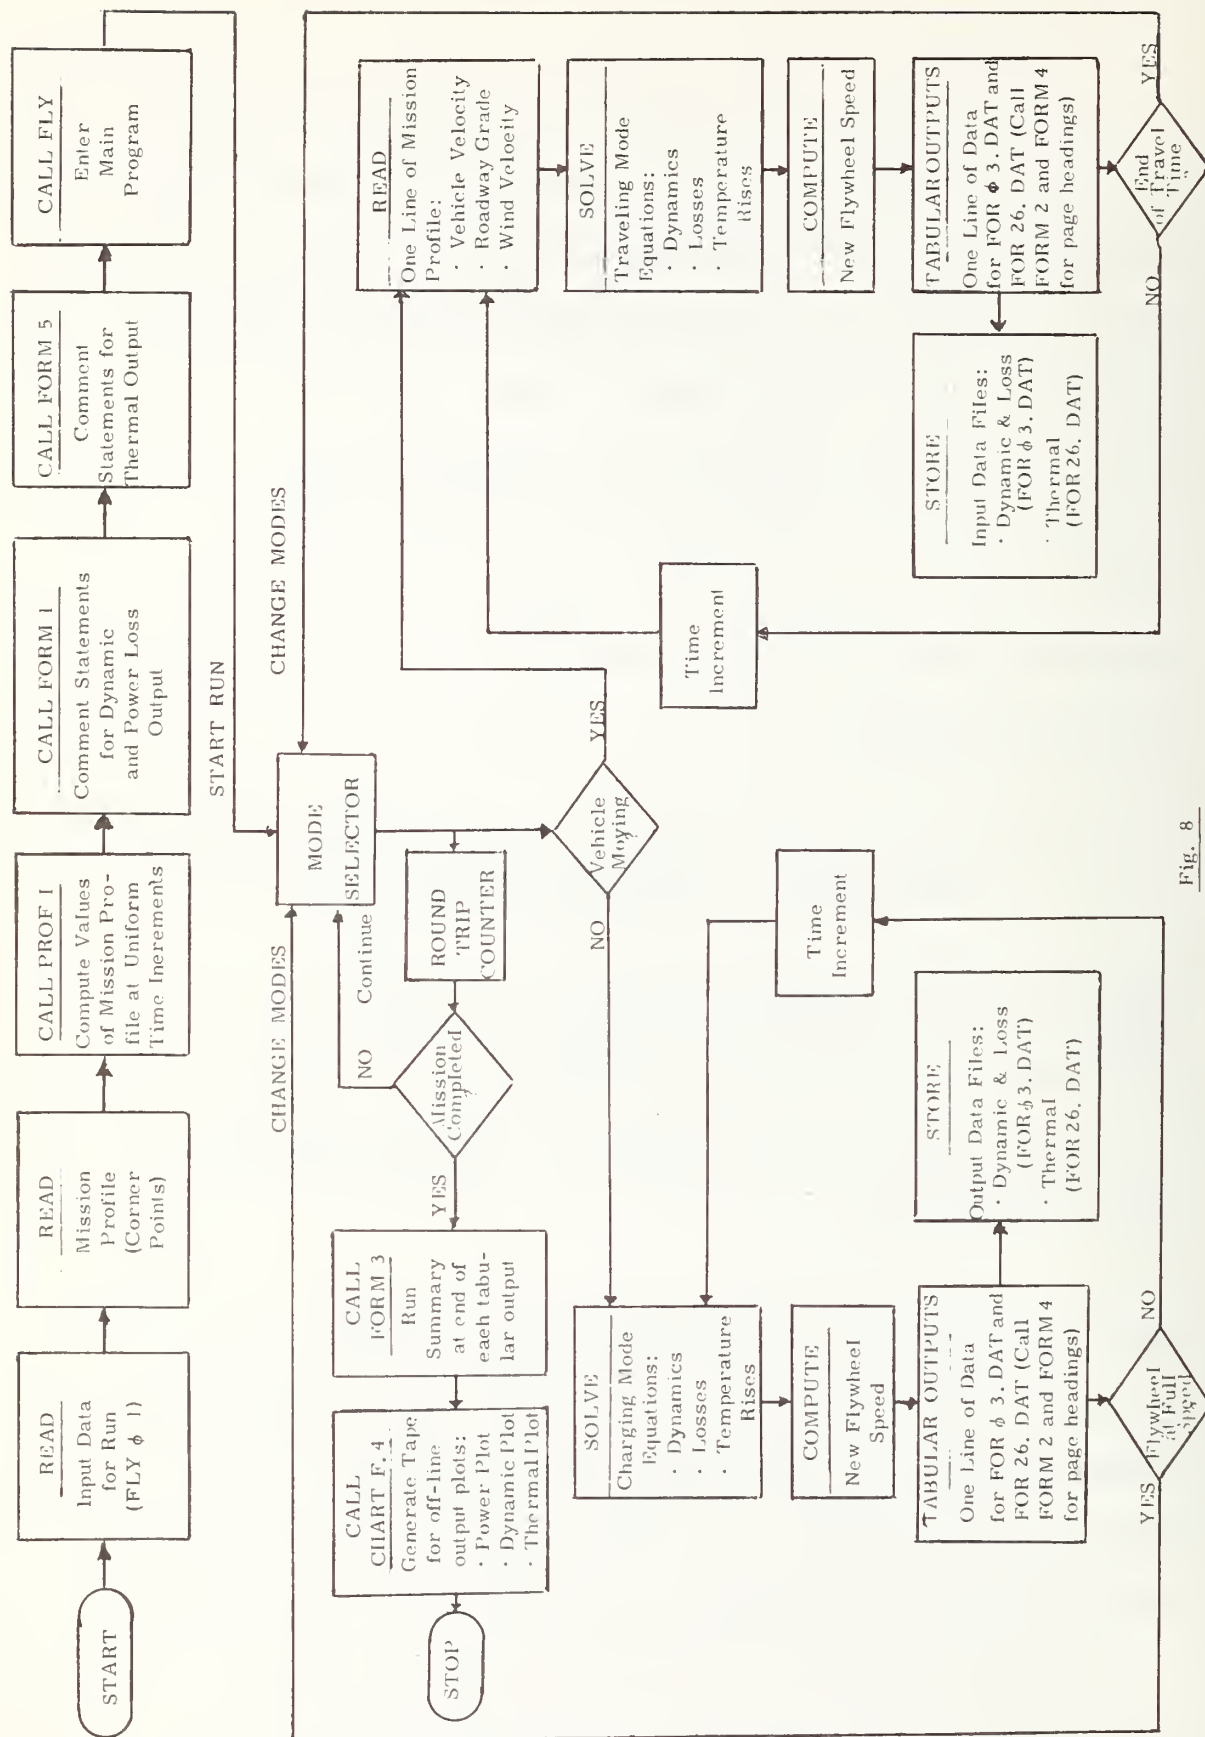 START
READ
Input Data
for Run
(FLY ϕ 1)
READ
Mission
Profile
(Corner
Points)
CALL PROF I
Compute Values
of Mission Pro-
file at Uniform
Time Increments
CALL FORM 1
Comment Statements
for Dynamic
and Power Loss
Output
CALL FORM 5
Comment
Statements for
Thermal Output
CALL FLY
Enter
Main
Program
START RUN
CHANGE MODES
CHANGE MODES
MODE
SELECTOR
Continue
ROUND
TRIP
COUNTER
NO
Mission
Completed
YES
CALL
FORM 3
Run
Summary
at end of
each tabu-
lar output
CALL
CHART F. 4
Generate Tape
for off-line
output plots:
· Power Plot
· Dynamic Plot
· Thermal Plot
STOP
Vehicle
Moving
NO
YES
SOLVE
Charging Mode
Equations:
· Dynamics
· Losses
· Temperature
Rises
COMPUTE
New Flywheel
Speed
TABULAR OUTPUTS
One Line of Data
for FOR ϕ 3. DAT and
FOR 26. DAT (Call
FORM 2 and FORM 4
for page headings)
STORE
Output Data Files:
· Dynamic & Loss
(FOR ϕ 3. DAT)
· Thermal
(FOR 26. DAT)
Flywheel
at Full
Speed
YES
NO
Time
Increment
READ
One Line of Mission
Profile:
· Vehicle Velocity
· Roadway Grade
· Wind Velocity
SOLVE
Traveling Mode
Equations:
· Dynamics
· Losses
· Temperature
Rises
COMPUTE
New Flywheel Speed
TABULAR OUTPUTS
One Line of Data
for FOR ϕ 3. DAT and
FOR 26. DAT (Call
FORM 2 and FORM 4
for page headings)
STORE
Input Data Files:
· Dynamic & Loss
(FOR ϕ 3. DAT)
· Thermal
(FOR 26. DAT)
End
of Travel
Time
YES
NO
Time
Increment
Fig. 8